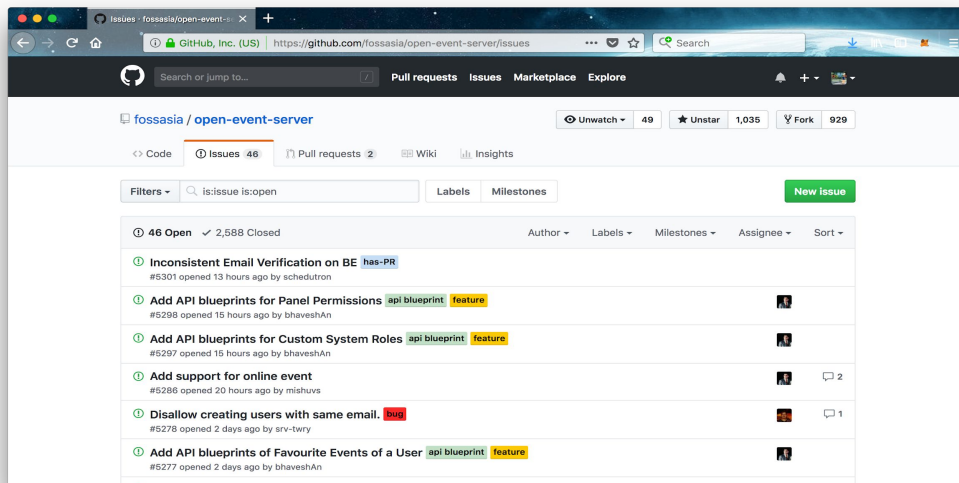 Issues · fossasia/open-event-se
GitHub, Inc. (US) https://github.com/fossasia/open-event-server/issues Search
Search or jump to... / Pull requests Issues Marketplace Explore
fossasia / open-event-server Unwatch 49 Unstar 1,035 Fork 929
Code Issues 46 Pull requests 2 Wiki Insights
Filters is:issue is:open Labels Milestones New issue
46 Open 2,588 Closed Author Labels Milestones Assignee Sort
Inconsistent Email Verification on BE has-PR
#5301 opened 13 hours ago by schedutron
Add API blueprints for Panel Permissions api blueprint feature
#5298 opened 15 hours ago by bhaveshAn
Add API blueprints for Custom System Roles api blueprint feature
#5297 opened 15 hours ago by bhaveshAn
Add support for online event 2
#5286 opened 20 hours ago by mishuvs
Disallow creating users with same email. bug 1
#5278 opened 2 days ago by srv-twry
Add API blueprints of Favourite Events of a User api blueprint feature
#5277 opened 2 days ago by bhaveshAn